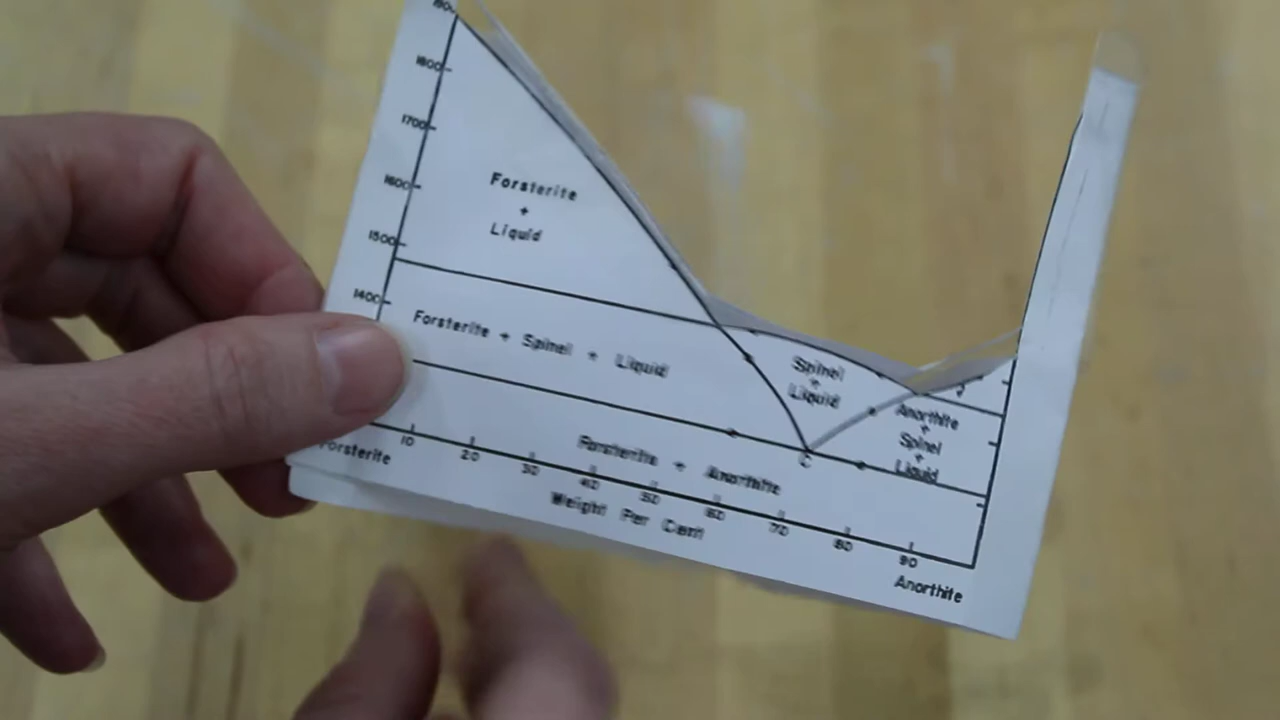 1800
1700
1600
1500
1400
Forsterite
+
Liquid
Forsterite + Spinel + Liquid
Spinel
+
Liquid
Anorthite
+
Spinel
+
Liquid
Forsterite + Anorthite
10 20 30 40 50 60 70 80 90
Forsterite
Weight Per Cent
Anorthite